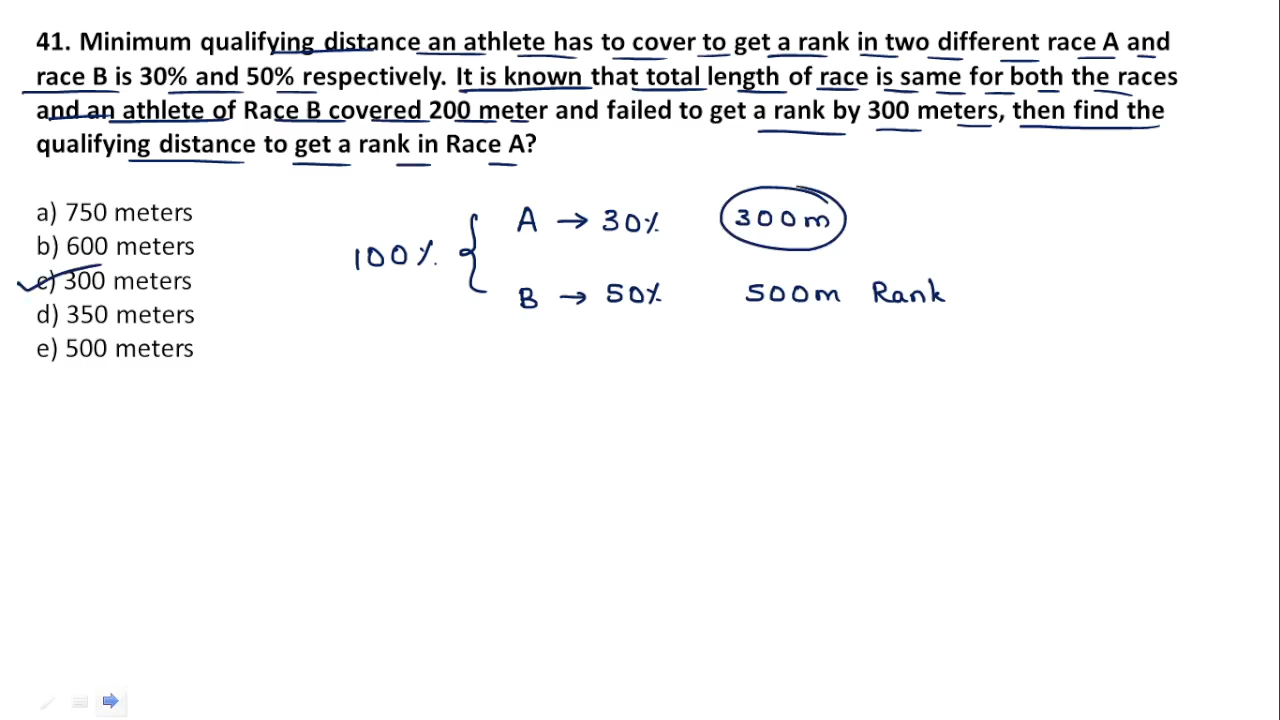 41. Minimum qualifying distance an athlete has to cover to get a rank in two different race A and
race B is 30% and 50% respectively. It is known that total length of race is same for both the races
and an athlete of Race B covered 200 meter and failed to get a rank by 300 meters, then find the
qualifying distance to get a rank in Race A?
a) 750 meters
b) 600 meters
c) 300 meters
d) 350 meters
e) 500 meters
100% { A → 30% 300m
B → 50% 500m Rank